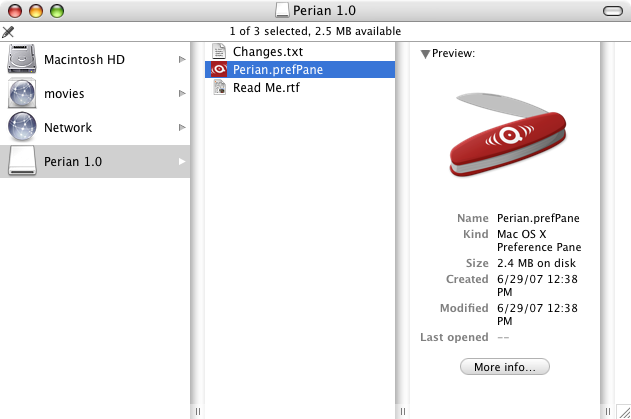 Perian 1.0
1 of 3 selected, 2.5 MB available
Macintosh HD
movies
Network
Perian 1.0
Changes.txt
Perian.prefPane
Read Me.rtf
Preview:
Name Perian.prefPane
Kind Mac OS X
Preference Pane
Size 2.4 MB on disk
Created 6/29/07 12:38
PM
Modified 6/29/07 12:38
PM
Last opened --
More info...